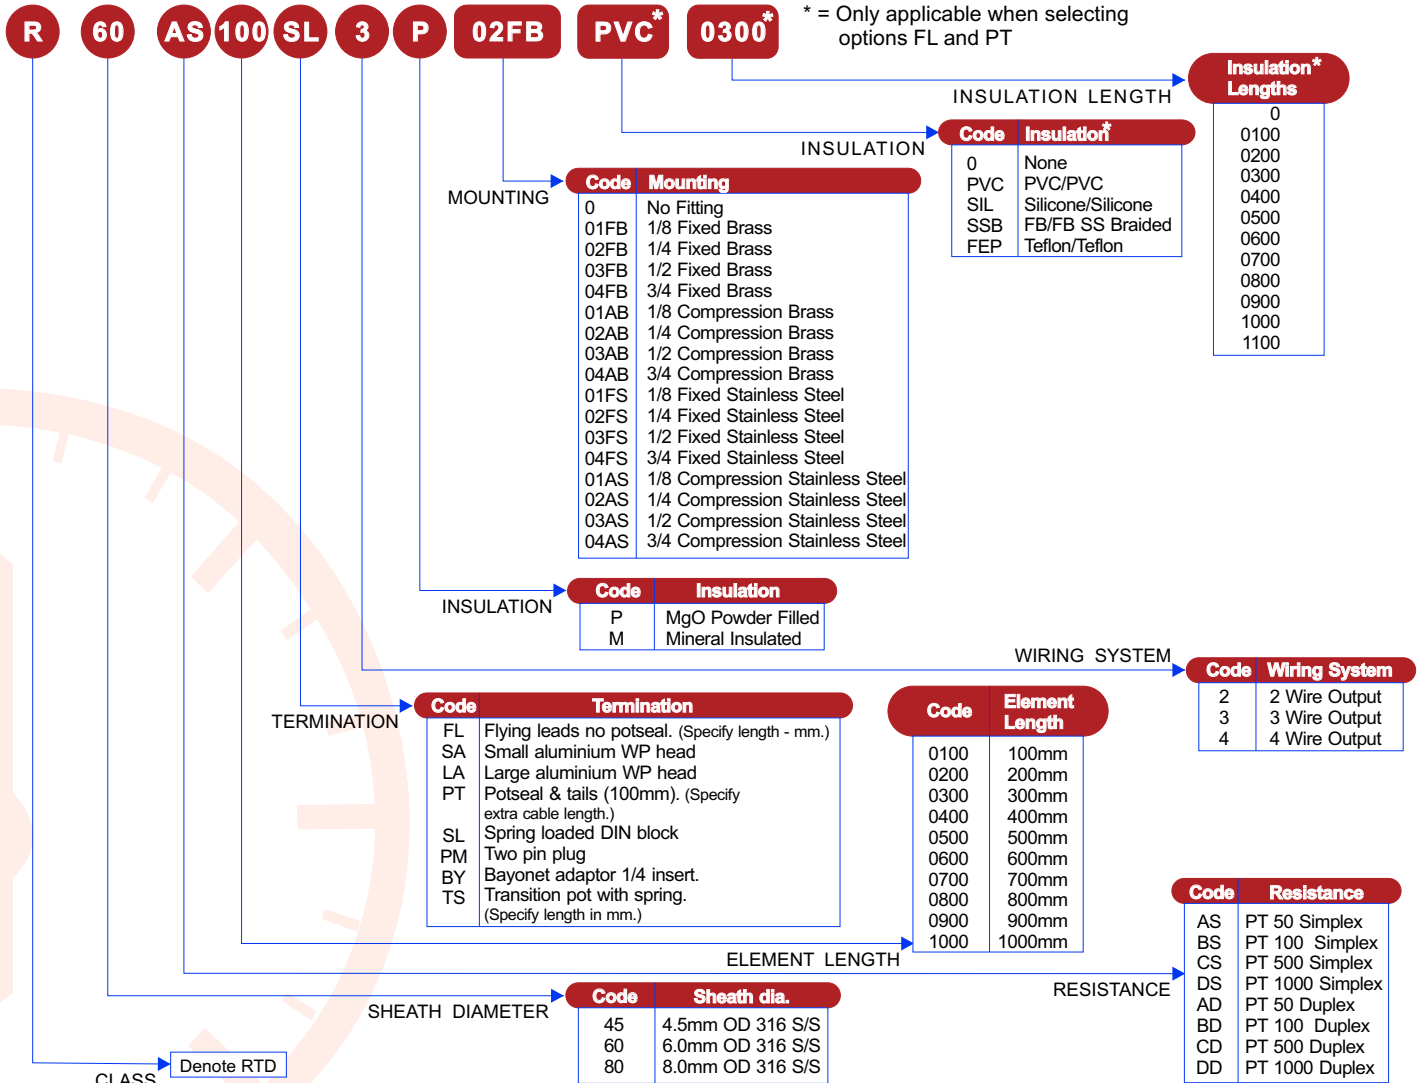 R 60 AS 100 SL 3 P 02FB PVC* 0300*
* = Only applicable when selecting
options FL and PT
INSULATION LENGTH
Insulation*
Lengths
0
0100
0200
0300
0400
0500
0600
0700
0800
0900
1000
1100
INSULATION
Code Insulation*
0 None
PVC PVC/PVC
SIL Silicone/Silicone
SSB FB/FB SS Braided
FEP Teflon/Teflon
MOUNTING
Code Mounting
0 No Fitting
01FB 1/8 Fixed Brass
02FB 1/4 Fixed Brass
03FB 1/2 Fixed Brass
04FB 3/4 Fixed Brass
01AB 1/8 Compression Brass
02AB 1/4 Compression Brass
03AB 1/2 Compression Brass
04AB 3/4 Compression Brass
01FS 1/8 Fixed Stainless Steel
02FS 1/4 Fixed Stainless Steel
03FS 1/2 Fixed Stainless Steel
04FS 3/4 Fixed Stainless Steel
01AS 1/8 Compression Stainless Steel
02AS 1/4 Compression Stainless Steel
03AS 1/2 Compression Stainless Steel
04AS 3/4 Compression Stainless Steel
INSULATION
Code Insulation
P MgO Powder Filled
M Mineral Insulated
WIRING SYSTEM
Code Wiring System
2 2 Wire Output
3 3 Wire Output
4 4 Wire Output
TERMINATION
Code Termination
FL Flying leads no potseal. (Specify length - mm.)
SA Small aluminium WP head
LA Large aluminium WP head
PT Potseal & tails (100mm). (Specify
extra cable length.)
SL Spring loaded DIN block
PM Two pin plug
BY Bayonet adaptor 1/4 insert.
TS Transition pot with spring.
(Specify length in mm.)
Code Element
Length
0100 100mm
0200 200mm
0300 300mm
0400 400mm
0500 500mm
0600 600mm
0700 700mm
0800 800mm
0900 900mm
1000 1000mm
ELEMENT LENGTH
RESISTANCE
Code Resistance
AS PT 50 Simplex
BS PT 100 Simplex
CS PT 500 Simplex
DS PT 1000 Simplex
AD PT 50 Duplex
BD PT 100 Duplex
CD PT 500 Duplex
DD PT 1000 Duplex
SHEATH DIAMETER
Code Sheath dia.
45 4.5mm OD 316 S/S
60 6.0mm OD 316 S/S
80 8.0mm OD 316 S/S
CLASS
Denote RTD